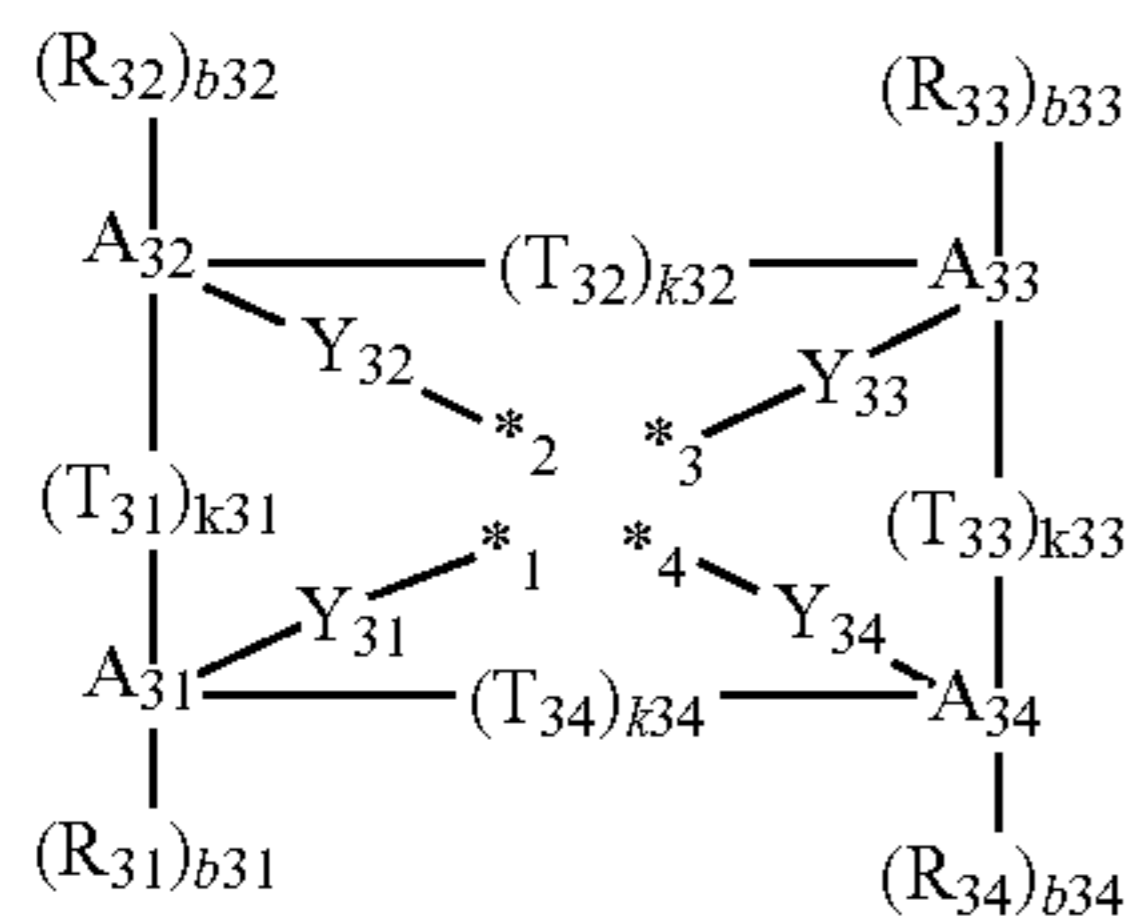 (R32)b32 (R33)b33
A32 (T32)k32 A33
Y32 Y33
*2 *3
(T31)k31 (T33)k33
*1 *4
Y31 Y34
A31 (T34)k34 A34
(R31)b31 (R34)b34